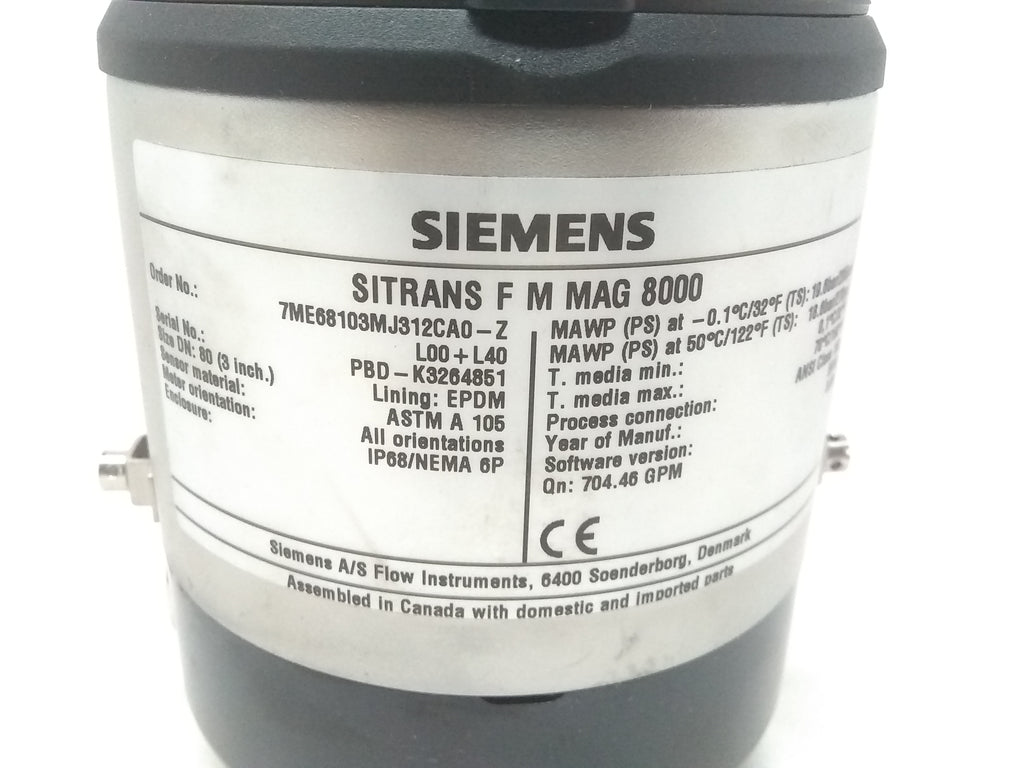 SIEMENS
SITRANS F M MAG 8000
Order No.: 7ME68103MJ312CA0-Z
L00+L40
Serial No.: PBD-K3264851
Size DN: 80 (3 inch.) Lining: EPDM
Sensor material: ASTM A 105
Meter orientation: All orientations
Enclosure: IP68/NEMA 6P
MAWP (PS) at -0.1°C/32°F (TS):
MAWP (PS) at 50°C/122°F (TS):
T. media min.:
T. media max.:
Process connection: ANSI
Year of Manuf.:
Software version:
Qn: 704.46 GPM
CE
Siemens A/S Flow Instruments, 6400 Soenderborg, Denmark
Assembled in Canada with domestic and imported parts